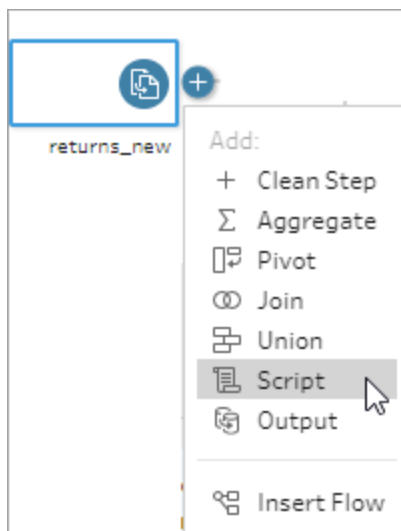 returns_new
Add:
Clean Step
Aggregate
Pivot
Join
Union
Script
Output
Insert Flow